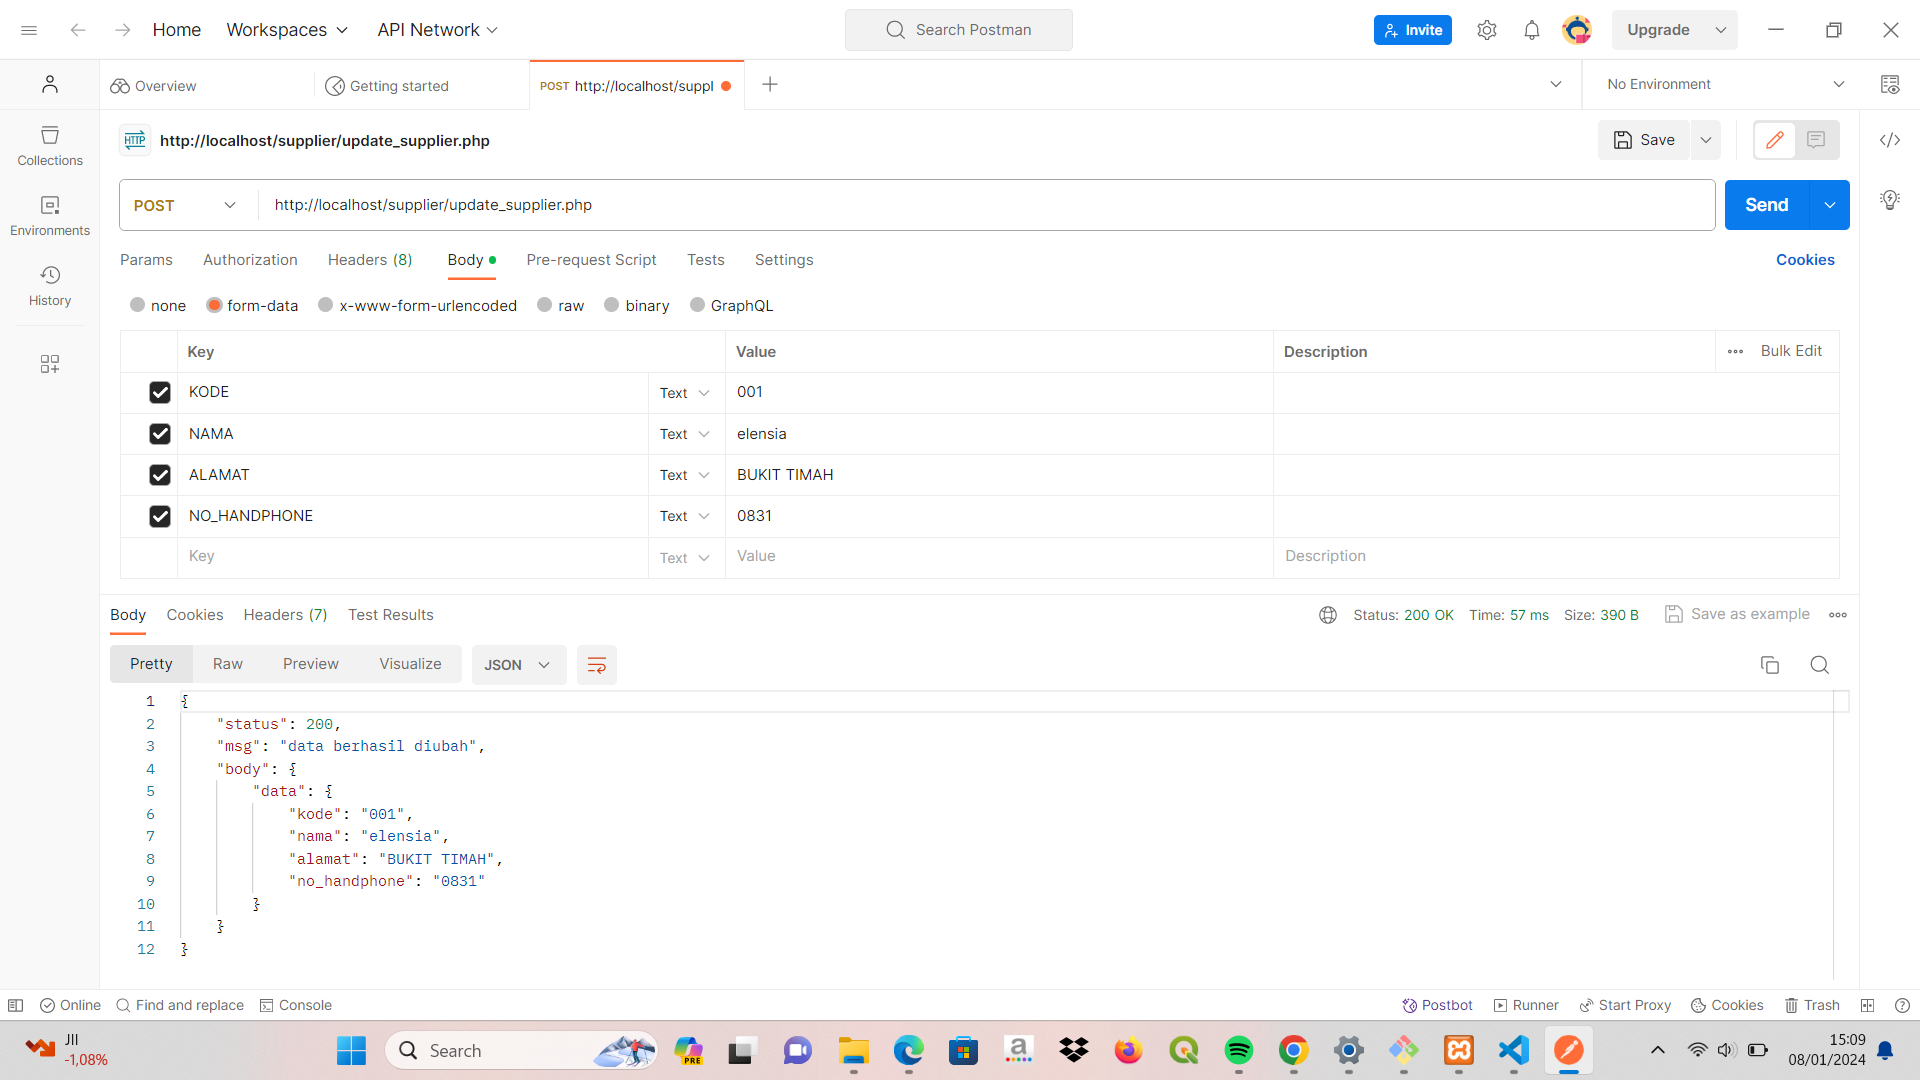 Home Workspaces API Network Search Postman Invite Upgrade
Overview Getting started POST http://localhost/suppl No Environment
HTTP http://localhost/supplier/update_supplier.php Save
Collections
Environments
History
POST http://localhost/supplier/update_supplier.php Send
Params Authorization Headers (8) Body Pre-request Script Tests Settings Cookies
none form-data x-www-form-urlencoded raw binary GraphQL
Key Value Description Bulk Edit
KODE Text 001
NAMA Text elensia
ALAMAT Text BUKIT TIMAH
NO_HANDPHONE Text 0831
Key Text Value Description
Body Cookies Headers (7) Test Results Status: 200 OK Time: 57 ms Size: 390 B Save as example
Pretty Raw Preview Visualize JSON
1 {
2 "status": 200,
3 "msg": "data berhasil diubah",
4 "body": {
5 "data": {
6 "kode": "001",
7 "nama": "elensia",
8 "alamat": "BUKIT TIMAH",
9 "no_handphone": "0831"
10 }
11 }
12 }
Online Find and replace Console Postbot Runner Start Proxy Cookies Trash
JII
-1,08%
Search
PRE
a
15:09
08/01/2024